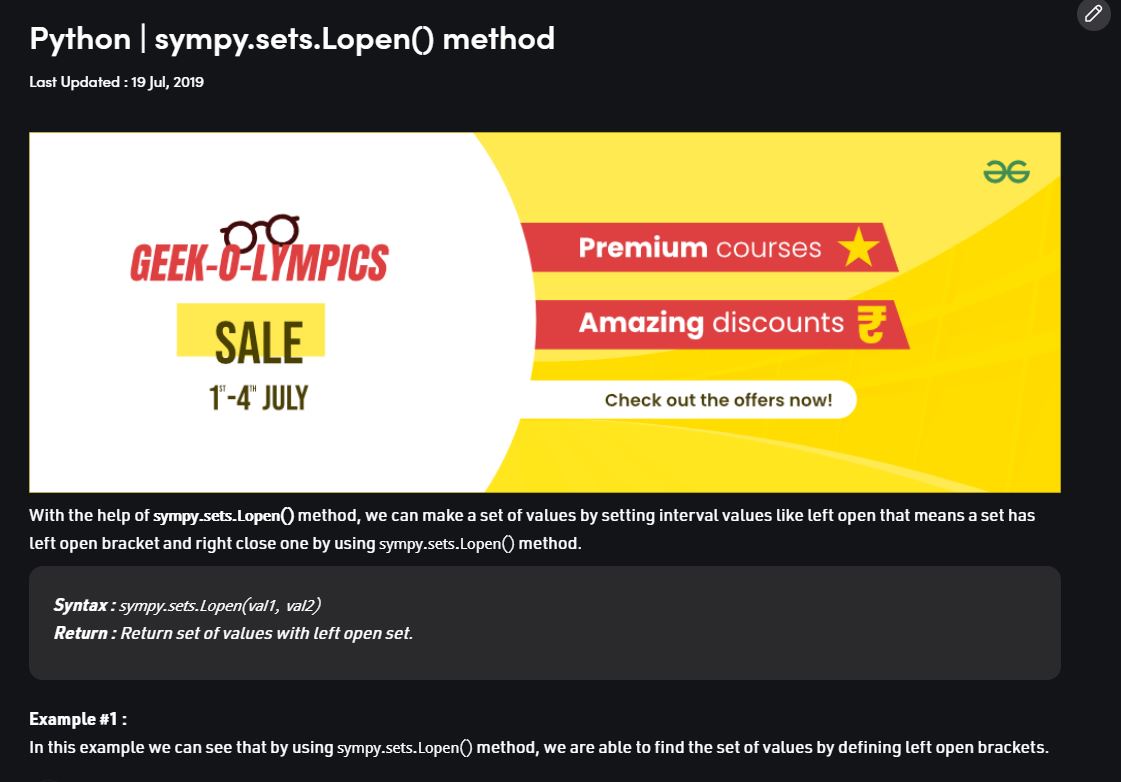 Python | sympy.sets.Lopen() method
Last Updated : 19 Jul, 2019
GEEK-O-LYMPICS
SALE
1ST-4TH JULY
Premium courses
Amazing discounts ₹
Check out the offers now!
With the help of sympy.sets.Lopen() method, we can make a set of values by setting interval values like left open that means a set has
left open bracket and right close one by using sympy.sets.Lopen() method.
Syntax : sympy.sets.Lopen(val1, val2)
Return : Return set of values with left open set.
Example #1 :
In this example we can see that by using sympy.sets.Lopen() method, we are able to find the set of values by defining left open brackets.